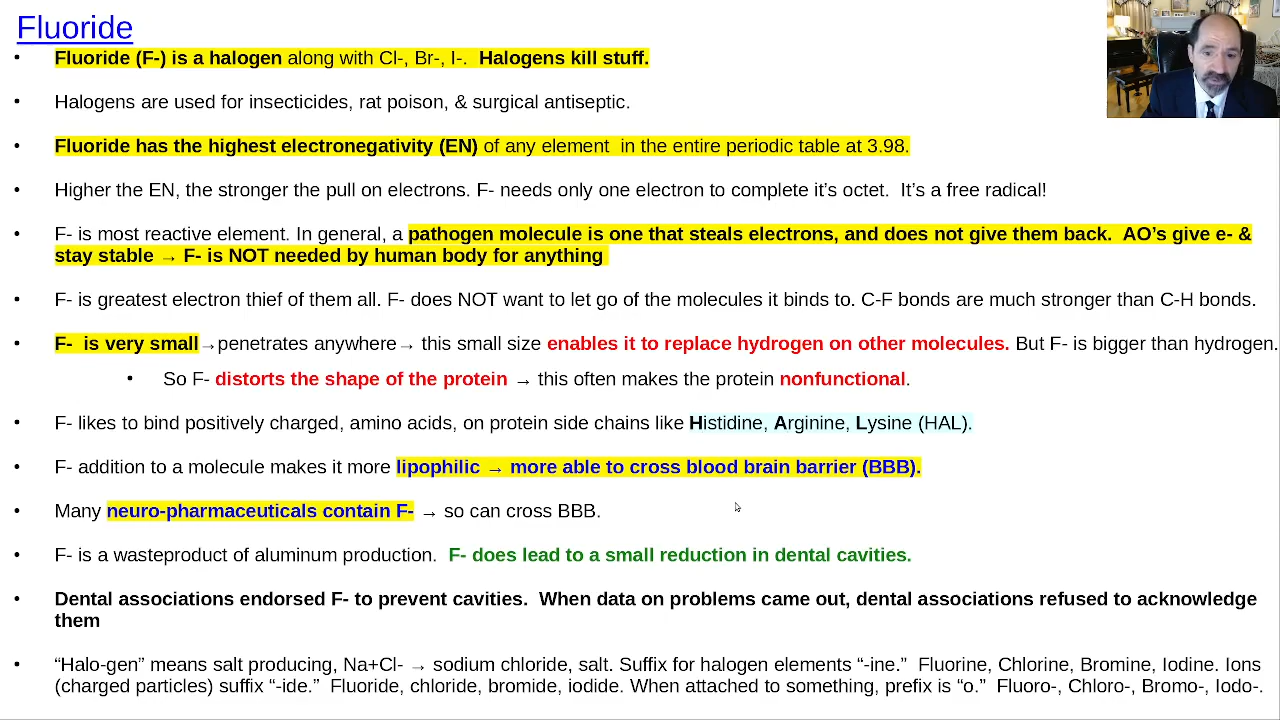 Fluoride
• Fluoride (F-) is a halogen along with Cl-, Br-, I-.  Halogens kill stuff.
• Halogens are used for insecticides, rat poison, & surgical antiseptic.
• Fluoride has the highest electronegativity (EN) of any element  in the entire periodic table at 3.98.
• Higher the EN, the stronger the pull on electrons. F- needs only one electron to complete it’s octet.  It’s a free radical!
• F- is most reactive element. In general, a pathogen molecule is one that steals electrons, and does not give them back.  AO’s give e- &
stay stable → F- is NOT needed by human body for anything
• F- is greatest electron thief of them all. F- does NOT want to let go of the molecules it binds to. C-F bonds are much stronger than C-H bonds.
• F-  is very small→penetrates anywhere→ this small size enables it to replace hydrogen on other molecules. But F- is bigger than hydrogen.
• So F- distorts the shape of the protein → this often makes the protein nonfunctional.
• F- likes to bind positively charged, amino acids, on protein side chains like Histidine, Arginine, Lysine (HAL).
• F- addition to a molecule makes it more lipophilic → more able to cross blood brain barrier (BBB).
• Many neuro-pharmaceuticals contain F- → so can cross BBB.
• F- is a wasteproduct of aluminum production.  F- does lead to a small reduction in dental cavities.
• Dental associations endorsed F- to prevent cavities.  When data on problems came out, dental associations refused to acknowledge
them
• “Halo-gen” means salt producing, Na+Cl- → sodium chloride, salt. Suffix for halogen elements “-ine.”  Fluorine, Chlorine, Bromine, Iodine. Ions
(charged particles) suffix “-ide.”  Fluoride, chloride, bromide, iodide. When attached to something, prefix is “o.”  Fluoro-, Chloro-, Bromo-, Iodo-.